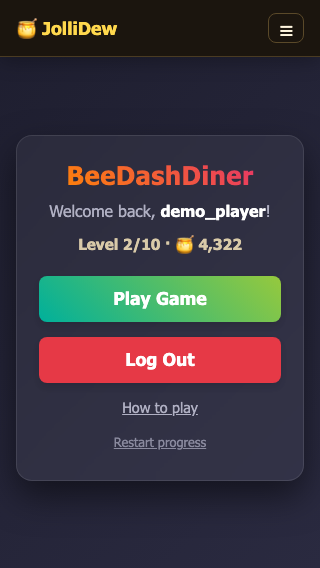 🍯 JolliDew
BeeDashDiner
Welcome back, demo_player!
Level 2/10 · 🍯 4,322
Play Game
Log Out
How to play
Restart progress